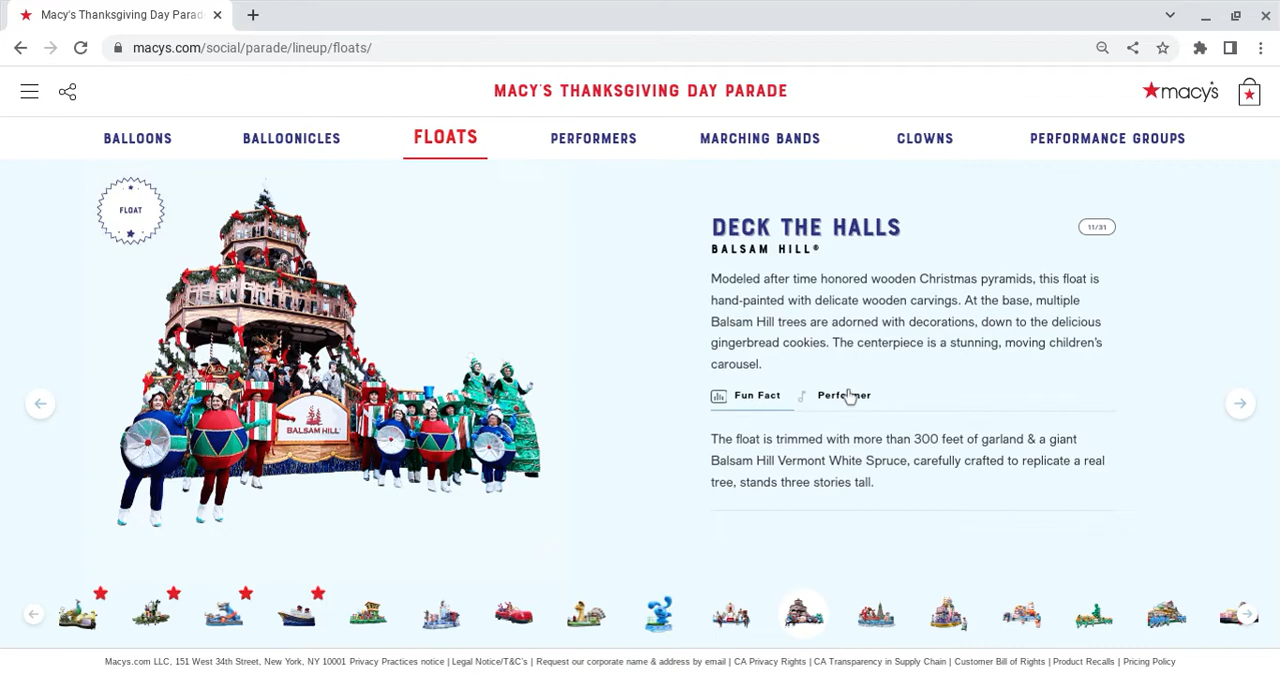 Macy's Thanksgiving Day Parad
macys.com/social/parade/lineup/floats/
MACY'S THANKSGIVING DAY PARADE
macy's
BALLOONS BALLOONICLES FLOATS PERFORMERS MARCHING BANDS CLOWNS PERFORMANCE GROUPS
FLOAT
DECK THE HALLS
11/31
BALSAM HILL®
Modeled after time honored wooden Christmas pyramids, this float is
hand-painted with delicate wooden carvings. At the base, multiple
Balsam Hill trees are adorned with decorations, down to the delicious
gingerbread cookies. The centerpiece is a stunning, moving children's
carousel.
Fun Fact Performer
The float is trimmed with more than 300 feet of garland & a giant
Balsam Hill Vermont White Spruce, carefully crafted to replicate a real
tree, stands three stories tall.
BALSAM HILL
Macys.com LLC, 151 West 34th Street, New York, NY 10001 Privacy Practices notice | Legal Notice/T&C's | Request our corporate name & address by email | CA Privacy Rights | CA Transparency in Supply Chain | Customer Bill of Rights | Product Recalls | Pricing Policy